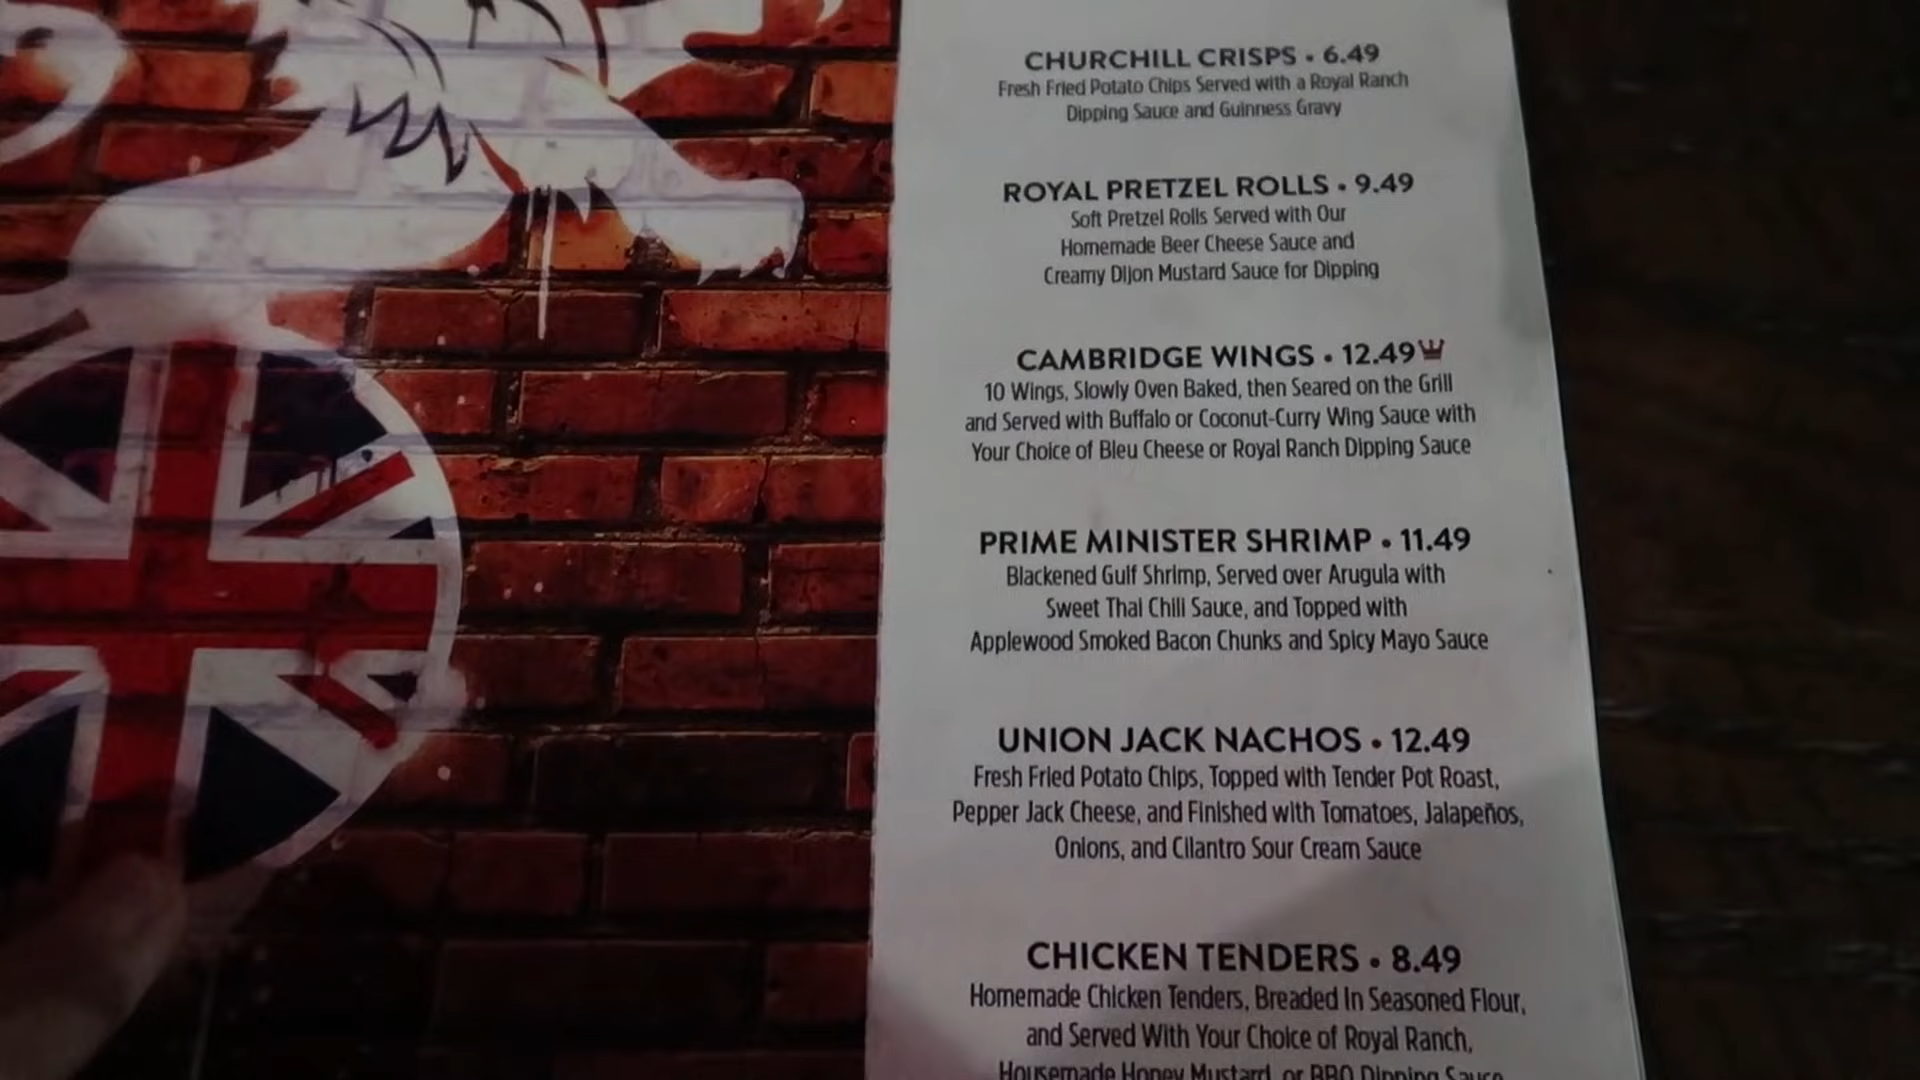 CHURCHILL CRISPS • 6.49
Fresh Fried Potato Chips Served with a Royal Ranch
Dipping Sauce and Guinness Gravy
ROYAL PRETZEL ROLLS • 9.49
Soft Pretzel Rolls Served with Our
Homemade Beer Cheese Sauce and
Creamy Dijon Mustard Sauce for Dipping
CAMBRIDGE WINGS • 12.49
10 Wings, Slowly Oven Baked, then Seared on the Grill
and Served with Buffalo or Coconut-Curry Wing Sauce with
Your Choice of Bleu Cheese or Royal Ranch Dipping Sauce
PRIME MINISTER SHRIMP • 11.49
Blackened Gulf Shrimp, Served over Arugula with
Sweet Thai Chili Sauce, and Topped with
Applewood Smoked Bacon Chunks and Spicy Mayo Sauce
UNION JACK NACHOS • 12.49
Fresh Fried Potato Chips, Topped with Tender Pot Roast,
Pepper Jack Cheese, and Finished with Tomatoes, Jalapeños,
Onions, and Cilantro Sour Cream Sauce
CHICKEN TENDERS • 8.49
Homemade Chicken Tenders, Breaded In Seasoned Flour,
and Served With Your Choice of Royal Ranch,
Housemade Honey Mustard, or BBQ Dipping Sauce